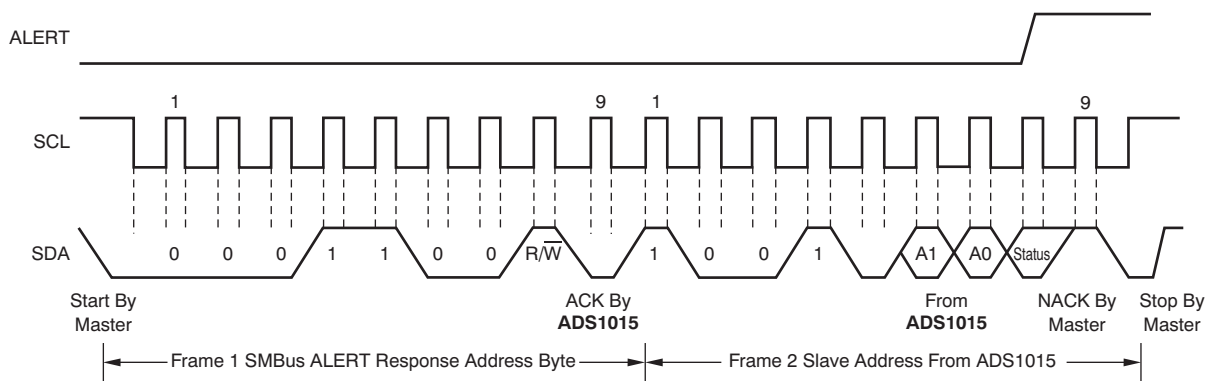 ALERT
1 9 1 9
SCL
SDA
0 0 0 1 1 0 0 R/W̅ 1 0 0 1 A1 A0 Status
Start By
Master
ACK By
ADS1015
From
ADS1015
NACK By
Master
Stop By
Master
Frame 1 SMBus ALERT Response Address Byte
Frame 2 Slave Address From ADS1015